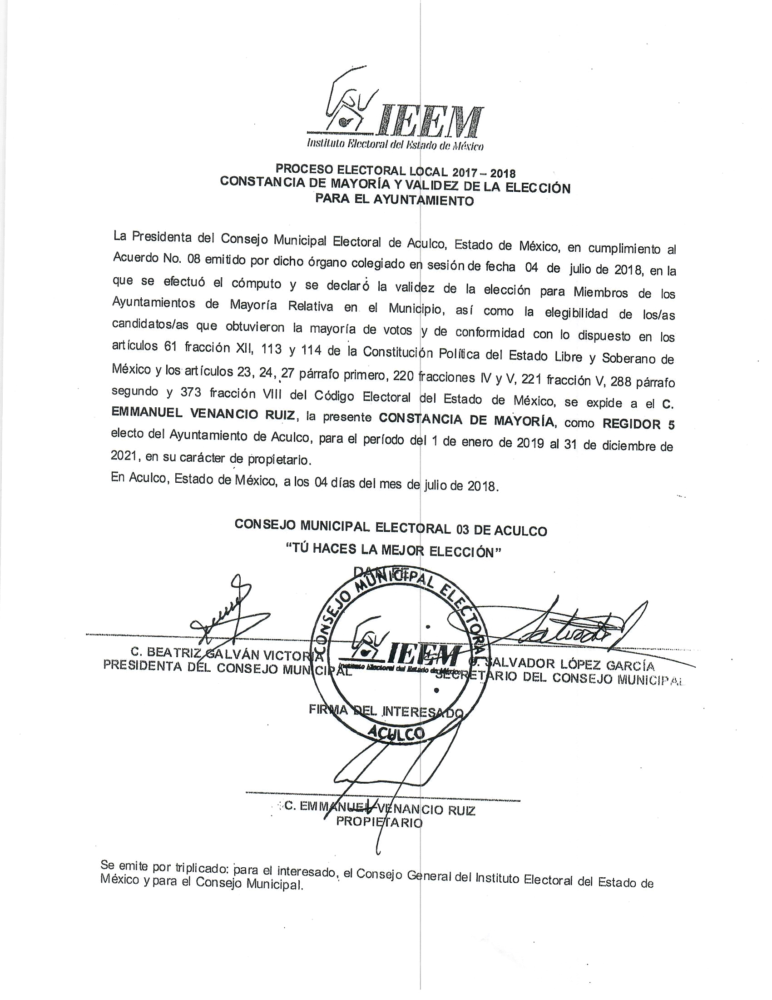 IEEM
Instituto Electoral del Estado de México
PROCESO ELECTORAL LOCAL 2017 – 2018
CONSTANCIA DE MAYORÍA Y VALIDEZ DE LA ELECCIÓN
PARA EL AYUNTAMIENTO
La Presidenta del Consejo Municipal Electoral de Aculco, Estado de México, en cumplimiento al
Acuerdo No. 08 emitido por dicho órgano colegiado en sesión de fecha 04 de julio de 2018, en la
que se efectuó el cómputo y se declaró la validez de la elección para Miembros de los
Ayuntamientos de Mayoría Relativa en el Municipio, así como la elegibilidad de los/as
candidatos/as que obtuvieron la mayoría de votos y de conformidad con lo dispuesto en los
artículos 61 fracción XII, 113 y 114 de la Constitución Política del Estado Libre y Soberano de
México y los artículos 23, 24, 27 párrafo primero, 220 fracciones IV y V, 221 fracción V, 288 párrafo
segundo y 373 fracción VIII del Código Electoral del Estado de México, se expide a el C.
EMMANUEL VENANCIO RUIZ, la presente CONSTANCIA DE MAYORÍA, como REGIDOR 5
electo del Ayuntamiento de Aculco, para el período del 1 de enero de 2019 al 31 de diciembre de
2021, en su carácter de propietario.
En Aculco, Estado de México, a los 04 días del mes de julio de 2018.
CONSEJO MUNICIPAL ELECTORAL 03 DE ACULCO
“TÚ HACES LA MEJOR ELECCIÓN”
DAN FE
CONSEJO MUNICIPAL ELECTORAL
IEEM
Instituto Electoral del Estado de México
ACULCO
C. BEATRIZ GALVÁN VICTORIA
PRESIDENTA DEL CONSEJO MUNICIPAL
C. SALVADOR LÓPEZ GARCÍA
SECRETARIO DEL CONSEJO MUNICIPAL
FIRMA DEL INTERESADO
C. EMMANUEL VENANCIO RUIZ
PROPIETARIO
Se emite por triplicado: para el interesado, el Consejo General del Instituto Electoral del Estado de
México y para el Consejo Municipal.